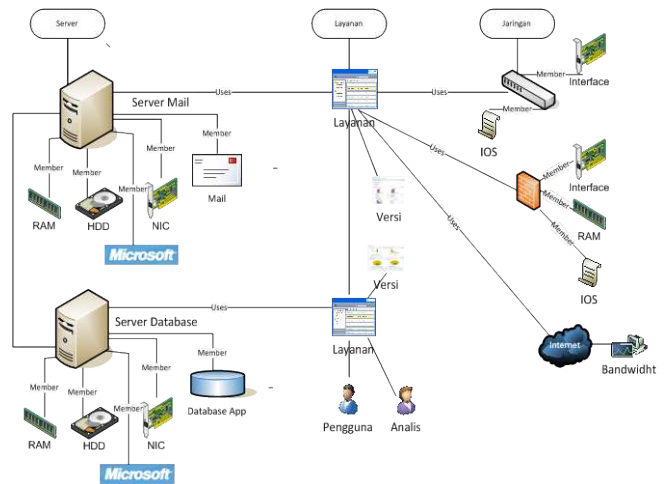 Server
Layanan
Jaringan
Member
Interface
Uses
Uses
Server Mail
Layanan
Member
IOS
Member
Member
Member
Member
Member
Mail
RAM
HDD
NIC
Microsoft
Uses
Member
Interface
Member
RAM
Member
IOS
Versi
Uses
Versi
Uses
Server Database
Layanan
Internet
Bandwidht
Member
Member
Member
Member
Member
Database App
RAM
HDD
NIC
Microsoft
Pengguna
Analis